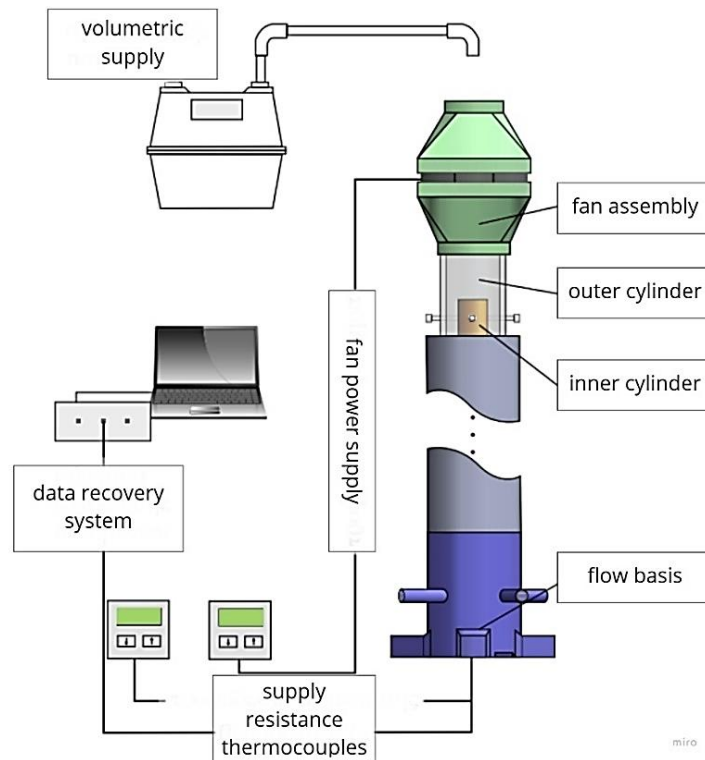 volumetric
supply
fan assembly
outer cylinder
inner cylinder
fan power supply
data recovery
system
flow basis
supply
resistance
thermocouples
miro